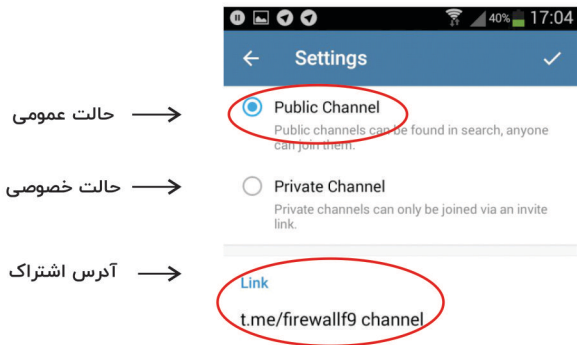 40% 17:04
Settings
حالت عمومی
Public Channel
Public channels can be found in search, anyone
can join them.
حالت خصوصی
Private Channel
Private channels can only be joined via an invite
link.
آدرس اشتراک
Link
t.me/firewallf9 channel